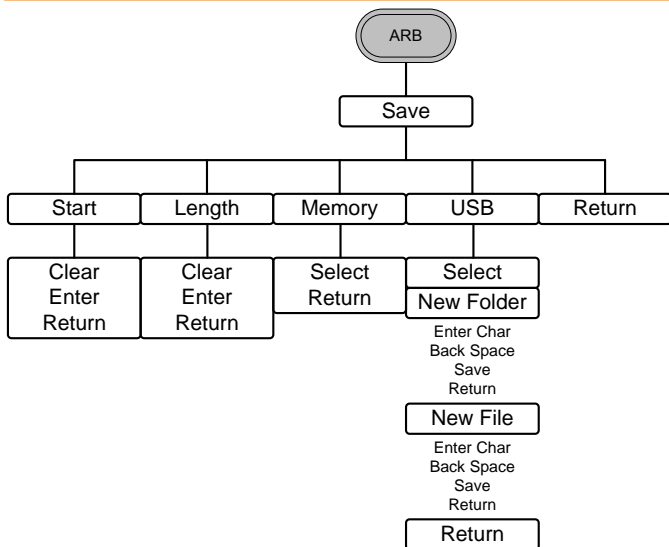 ARB
Save
Start
Length
Memory
USB
Return
Clear
Enter
Return
Clear
Enter
Return
Select
Return
Select
New Folder
Enter Char
Back Space
Save
Return
New File
Enter Char
Back Space
Save
Return
Return